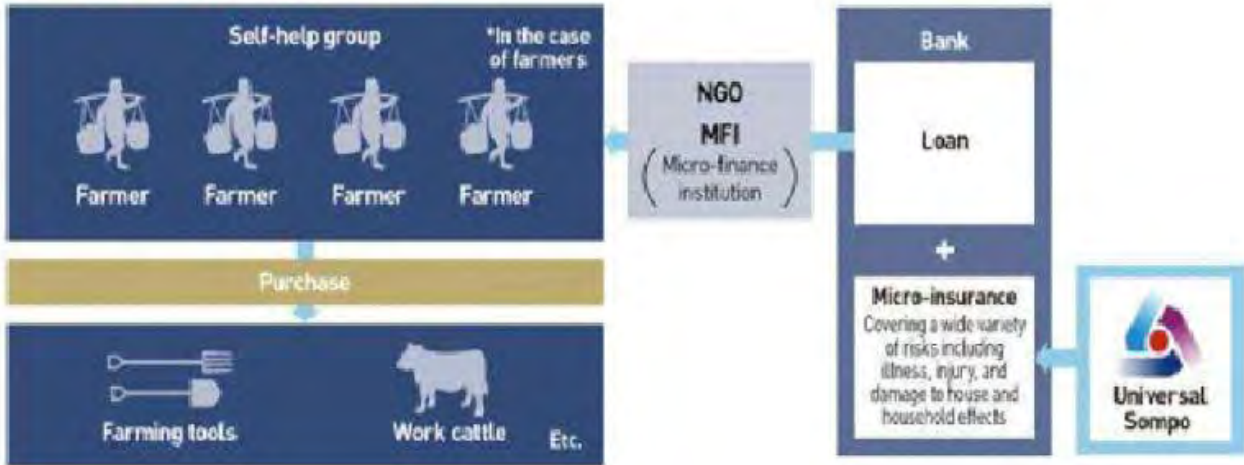 Self-help group
*In the case
of farmers
Farmer
Farmer
Farmer
Farmer
Purchase
Farming tools
Work cattle
Etc.
NGO
MFI
(Micro-finance
institution)
Bank
Loan
+
Micro-insurance
Covering a wide variety
of risks including
illness, injury, and
damage to house and
household effects
Universal
Sompo